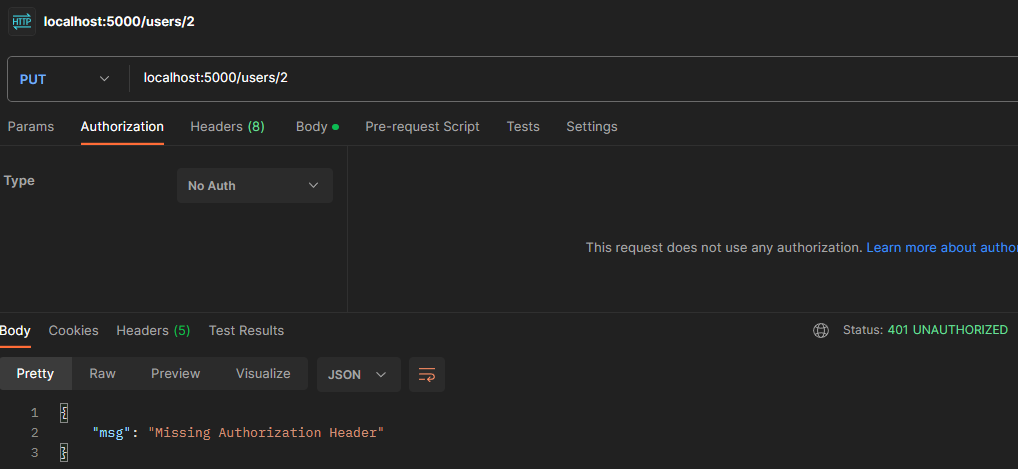 HTTP localhost:5000/users/2
PUT localhost:5000/users/2
Params Authorization Headers (8) Body Pre-request Script Tests Settings
Type No Auth
This request does not use any authorization. Learn more about author
Body Cookies Headers (5) Test Results Status: 401 UNAUTHORIZED
Pretty Raw Preview Visualize JSON
1 {
2 "msg": "Missing Authorization Header"
3 }